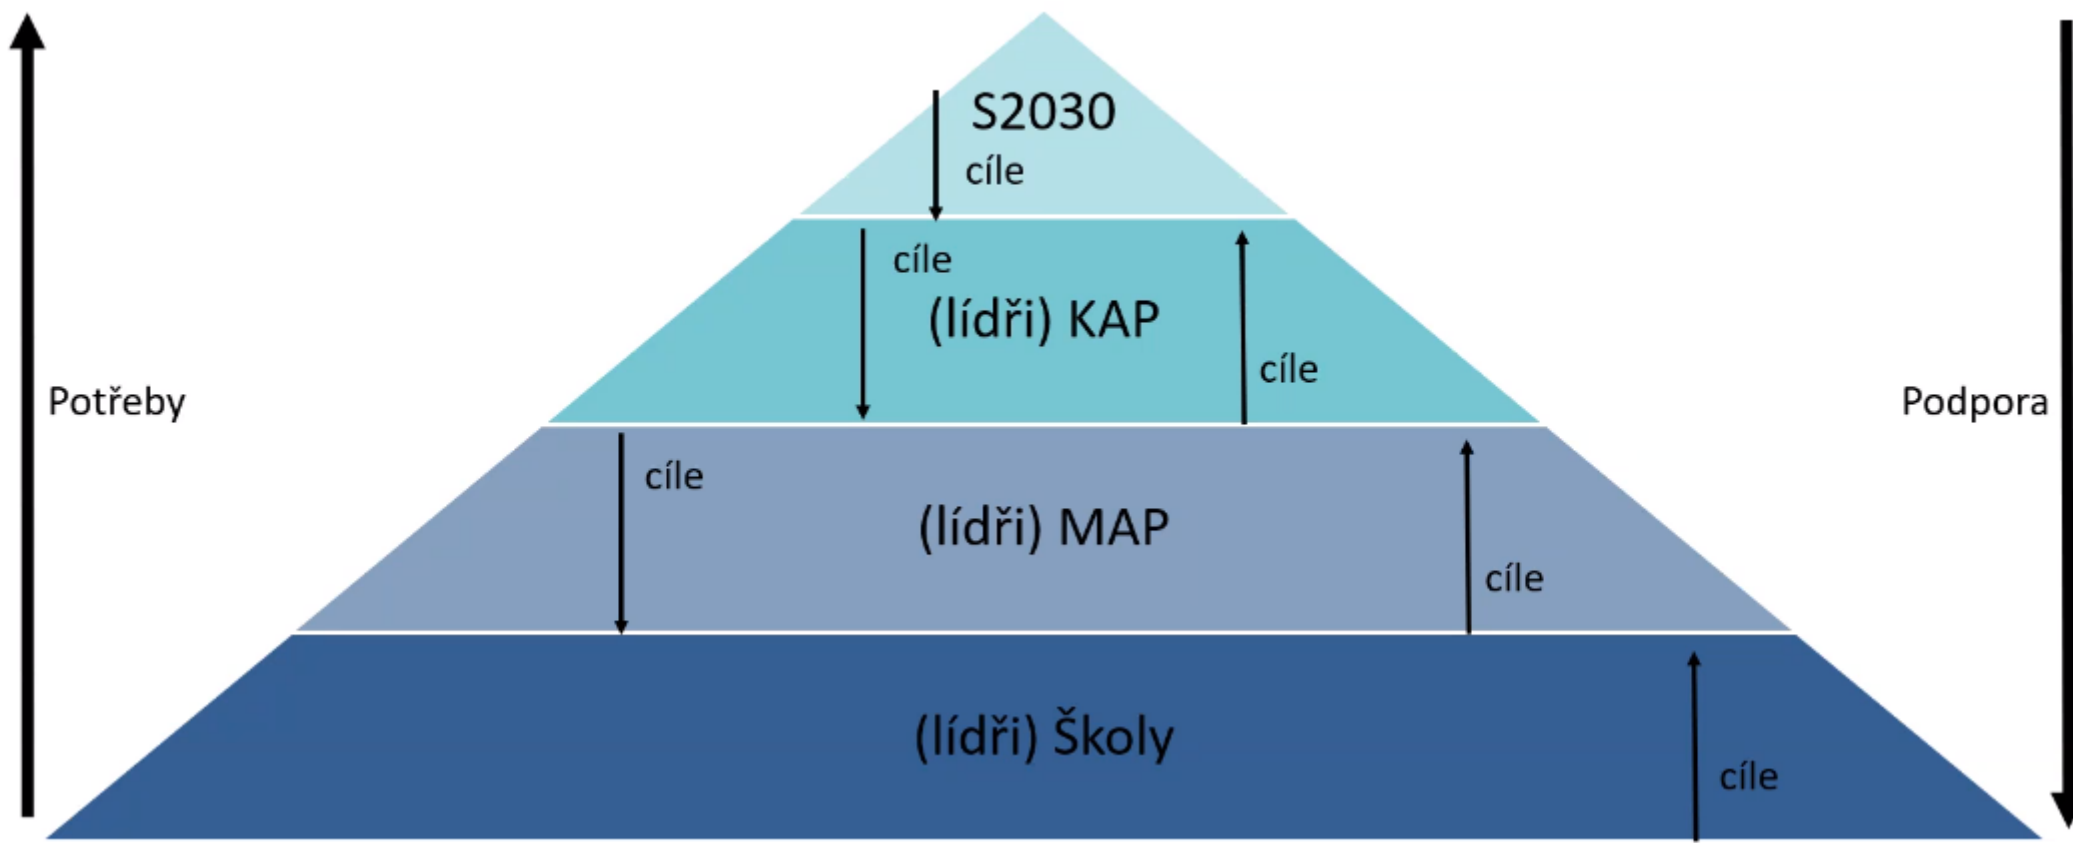 S2030
cíle
cíle
(lídři) KAP
cíle
Potřeby
Podpora
cíle
(lídři) MAP
cíle
(lídři) Školy
cíle